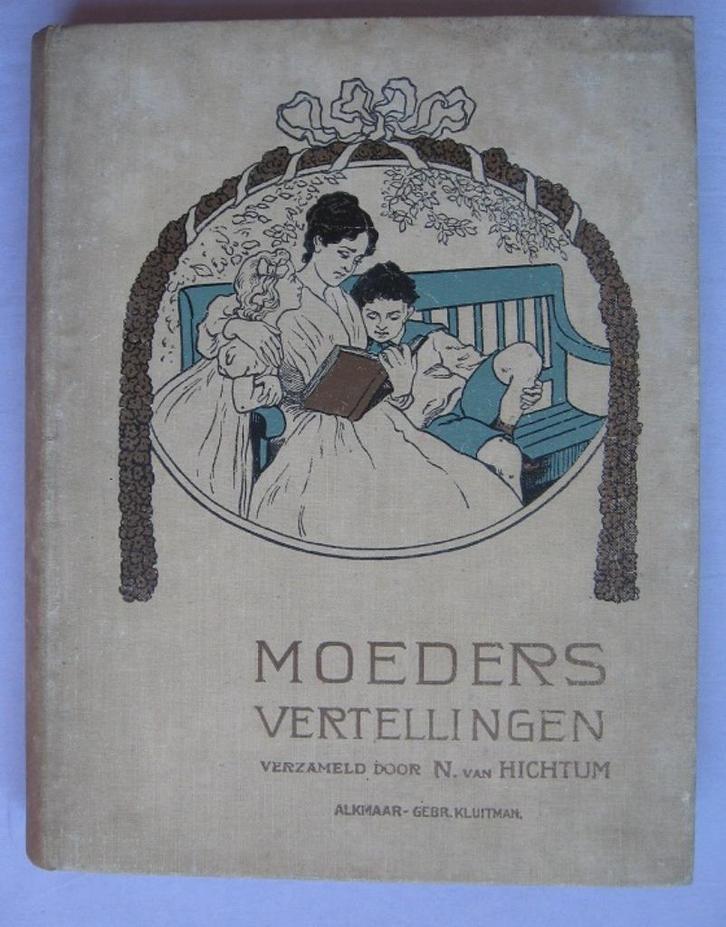 MOEDERS
VERTELLINGEN
VERZAMELD DOOR N. VAN HICHTUM
ALKMAAR- GEBR. KLUITMAN.